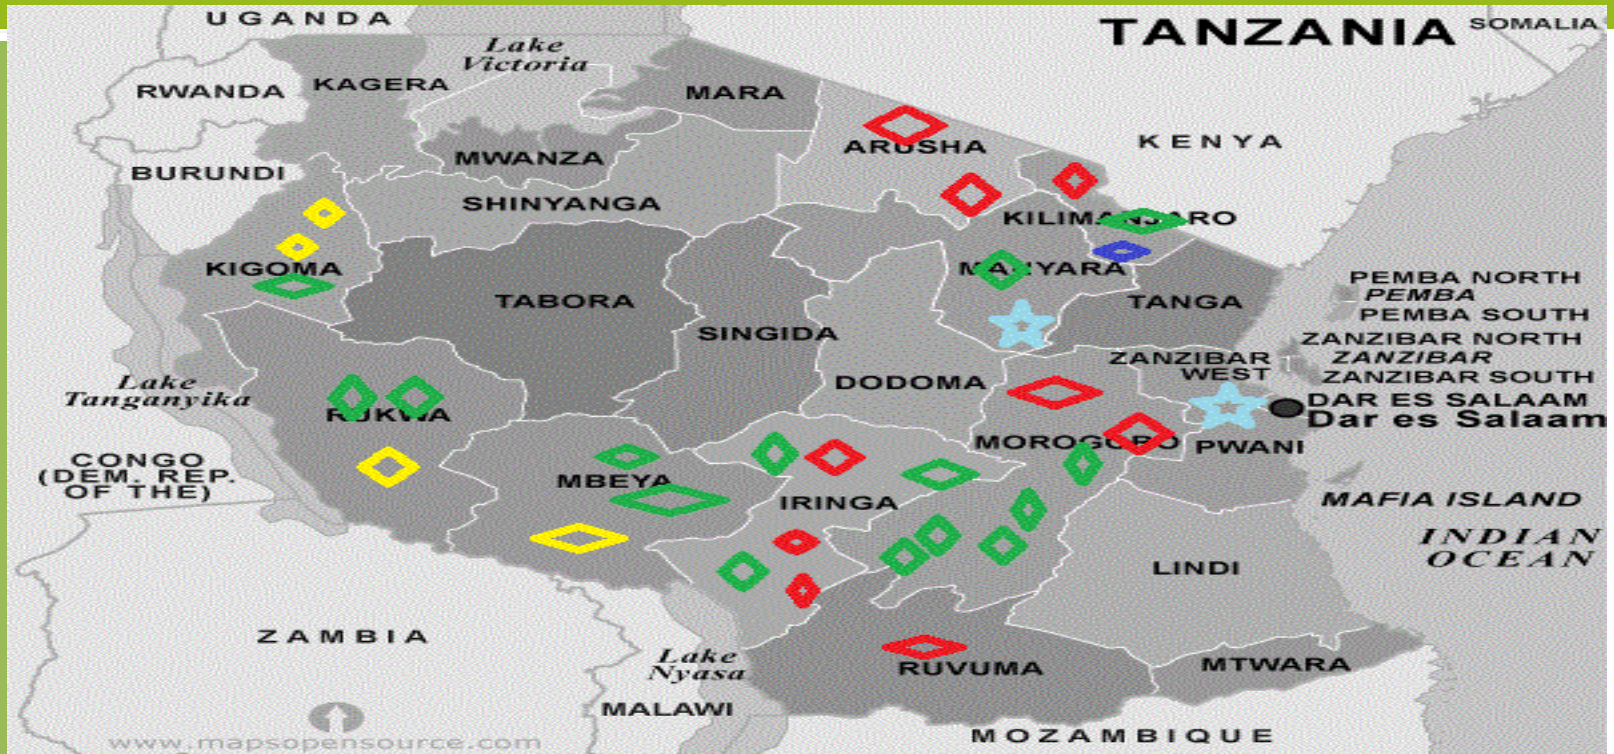 UGANDA
TANZANIA
SOMALIA
Lake
Victoria
RWANDA
KAGERA
MARA
KENYA
ARUSHA
MWANZA
BURUNDI
SHINYANGA
KILIMANJARO
KIGOMA
MANYARA
TABORA
TANGA
PEMBA NORTH
PEMBA
PEMBA SOUTH
SINGIDA
ZANZIBAR NORTH
ZANZIBAR
WEST
ZANZIBAR
ZANZIBAR SOUTH
Lake
Tanganyika
DODOMA
DAR ES SALAAM
Dar es Salaam
RUKWA
MOROGORO
PWANI
CONGO
(DEM. REP.
OF THE)
MBEYA
IRINGA
MAFIA ISLAND
INDIAN
OCEAN
LINDI
ZAMBIA
Lake
Nyasa
RUVUMA
MTWARA
MALAWI
MOZAMBIQUE
www.mapsopensource.com